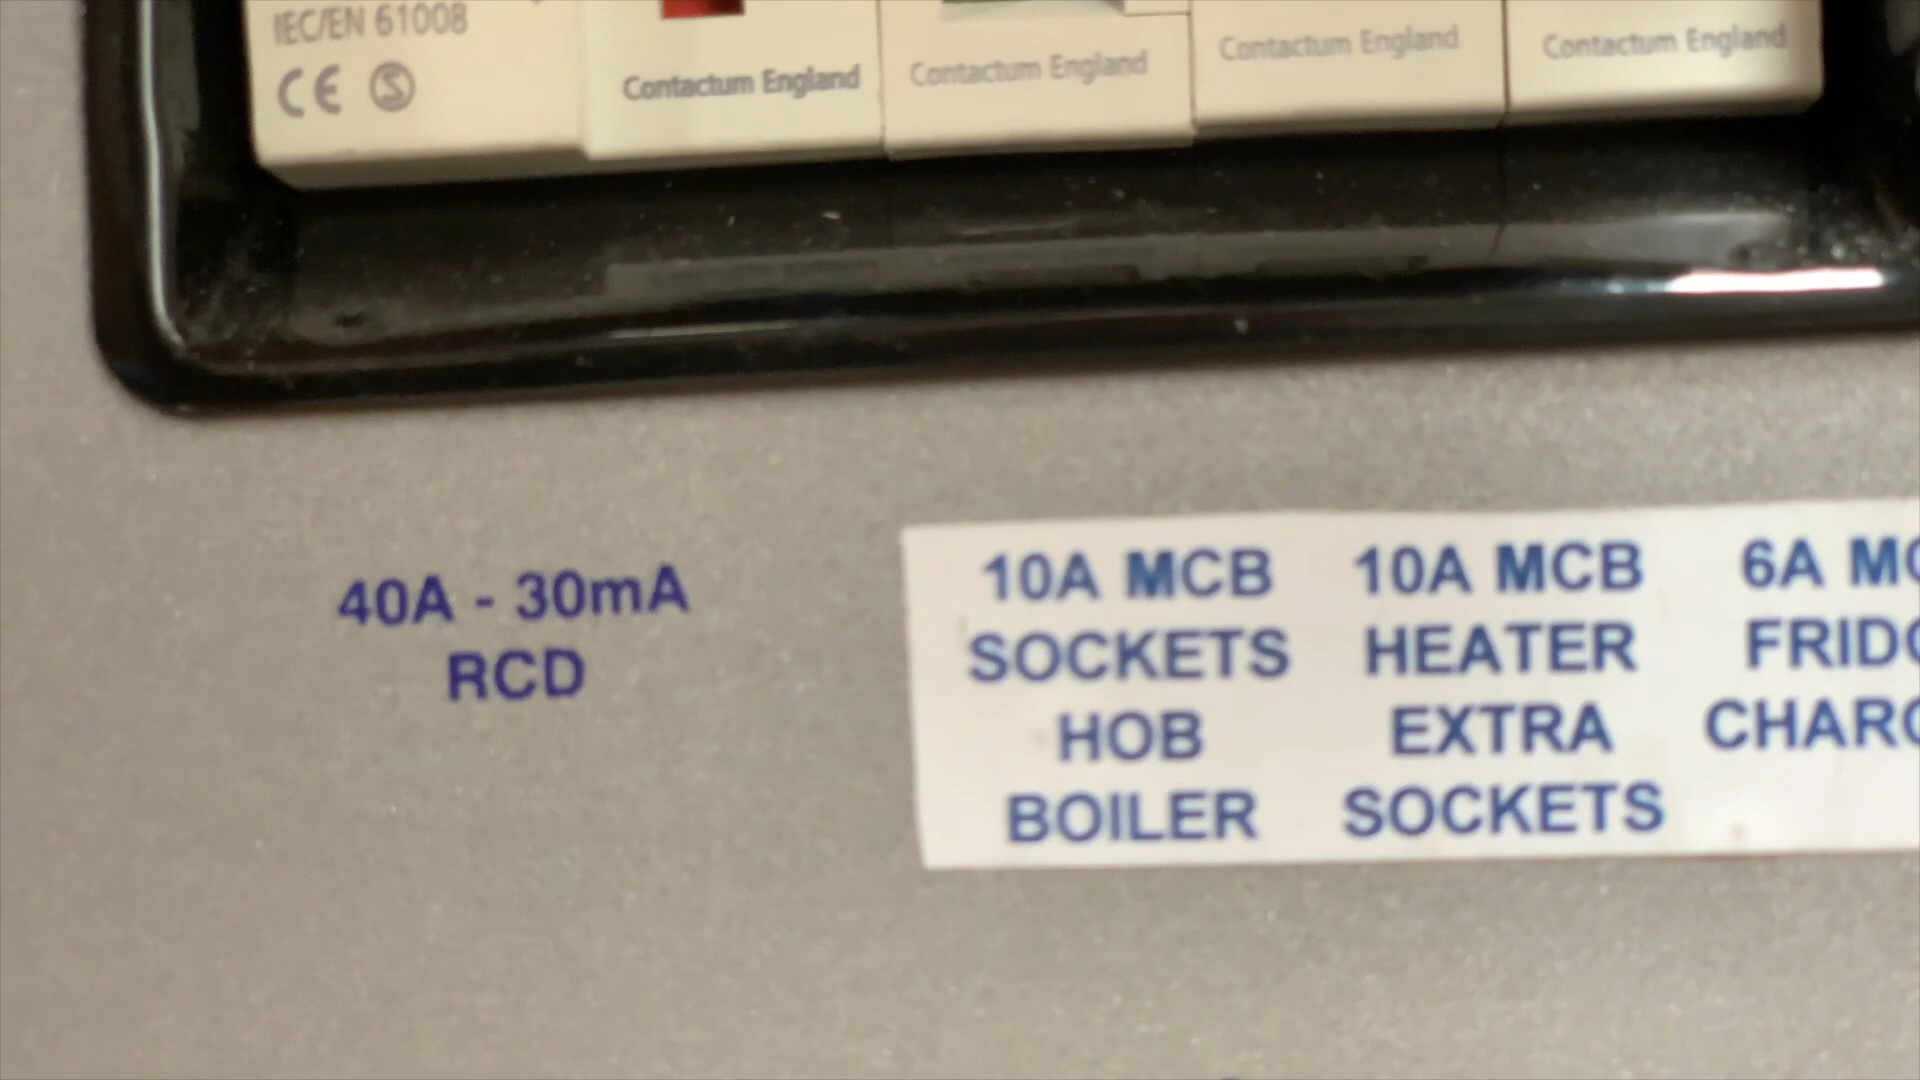 IEC/EN 61008
CE S
Contactum England
Contactum England
Contactum England
Contactum England
40A - 30mA
RCD
10A MCB
SOCKETS
HOB
BOILER
10A MCB
HEATER
EXTRA
SOCKETS
6A